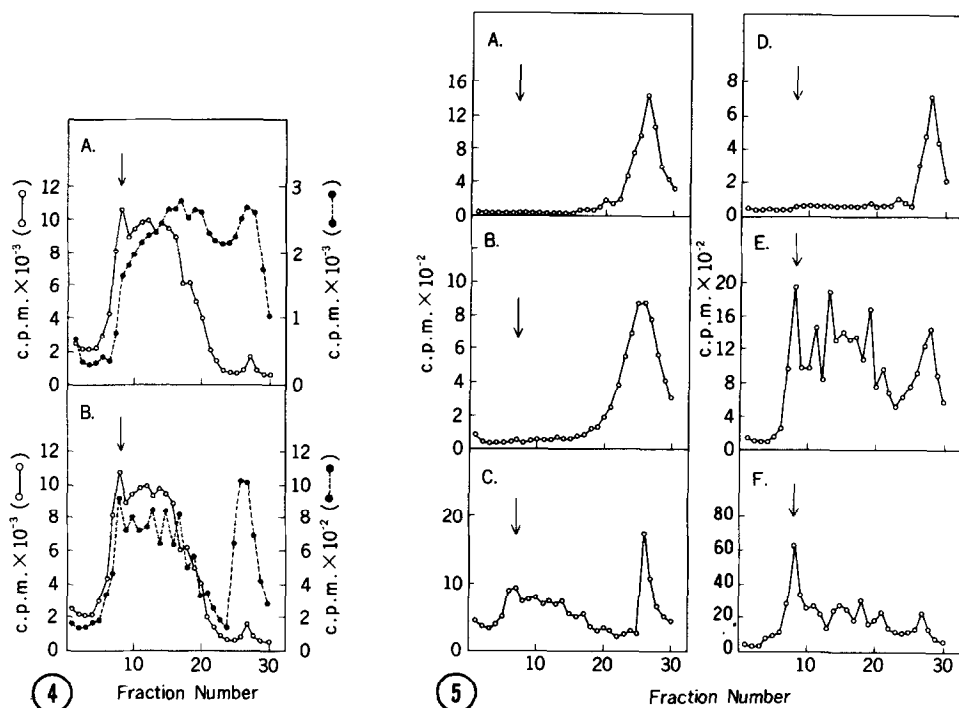 A.
12
10
8
6
4
2
0
3
2
1
0
c.p.m. ×10⁻³ (○—○)
c.p.m. ×10⁻³ (●---●)
B.
12
10
8
6
4
2
0
12
10
8
6
4
2
0
c.p.m. ×10⁻³ (○—○)
c.p.m. ×10⁻² (●---●)
10 20 30
4 Fraction Number
A.
16
12
8
4
0
B.
10
8
6
4
2
0
C.
20
10
0
10 20 30
c.p.m. ×10⁻²
D.
8
6
4
2
0
E.
20
16
12
8
4
0
F.
80
60
40
20
0
10 20 30
c.p.m. ×10⁻²
5 Fraction Number